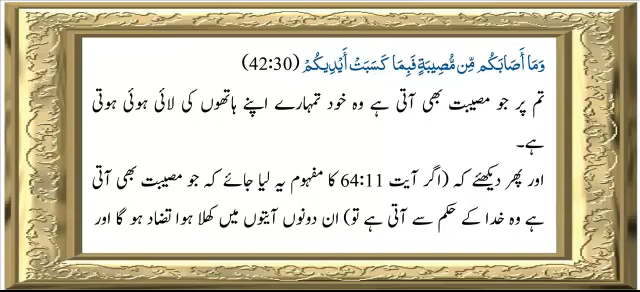 وَمَا أَصَابَكُم مِّن مُّصِيبَةٍ فَبِمَا كَسَبَتْ أَيْدِيكُمْ (42:30)
تم پر جو مصیبت بھی آتی ہے وہ خود تمہارے اپنے ہاتھوں کی لائی ہوئی ہوتی
ہے۔
اور پھر دیکھئے کہ (اگر آیت 64:11 کا مفہوم یہ لیا جائے کہ جو مصیبت بھی آتی
ہے وہ خدا کے حکم سے آتی ہے تو) ان دونوں آیتوں میں کھلا ہوا تضاد ہو گا اور